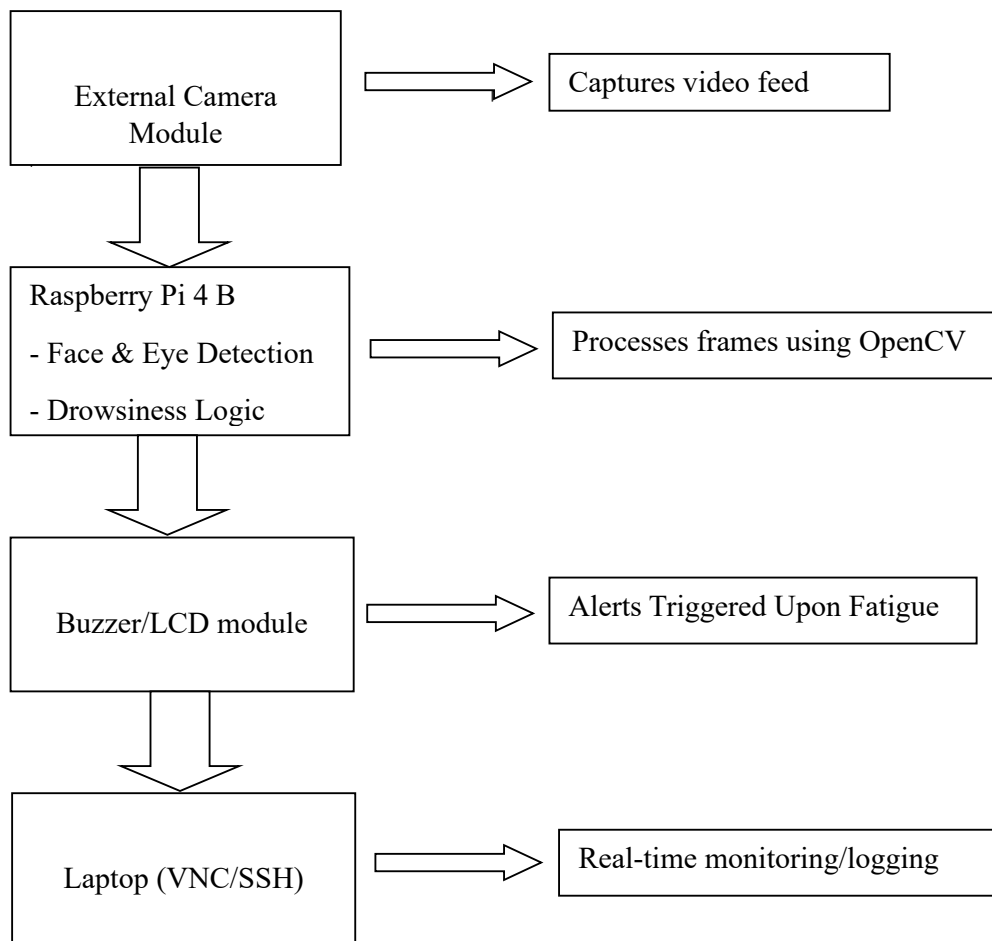 External Camera
Module
Captures video feed
Raspberry Pi 4 B
- Face & Eye Detection
- Drowsiness Logic
Processes frames using OpenCV
Buzzer/LCD module
Alerts Triggered Upon Fatigue
Laptop (VNC/SSH)
Real-time monitoring/logging